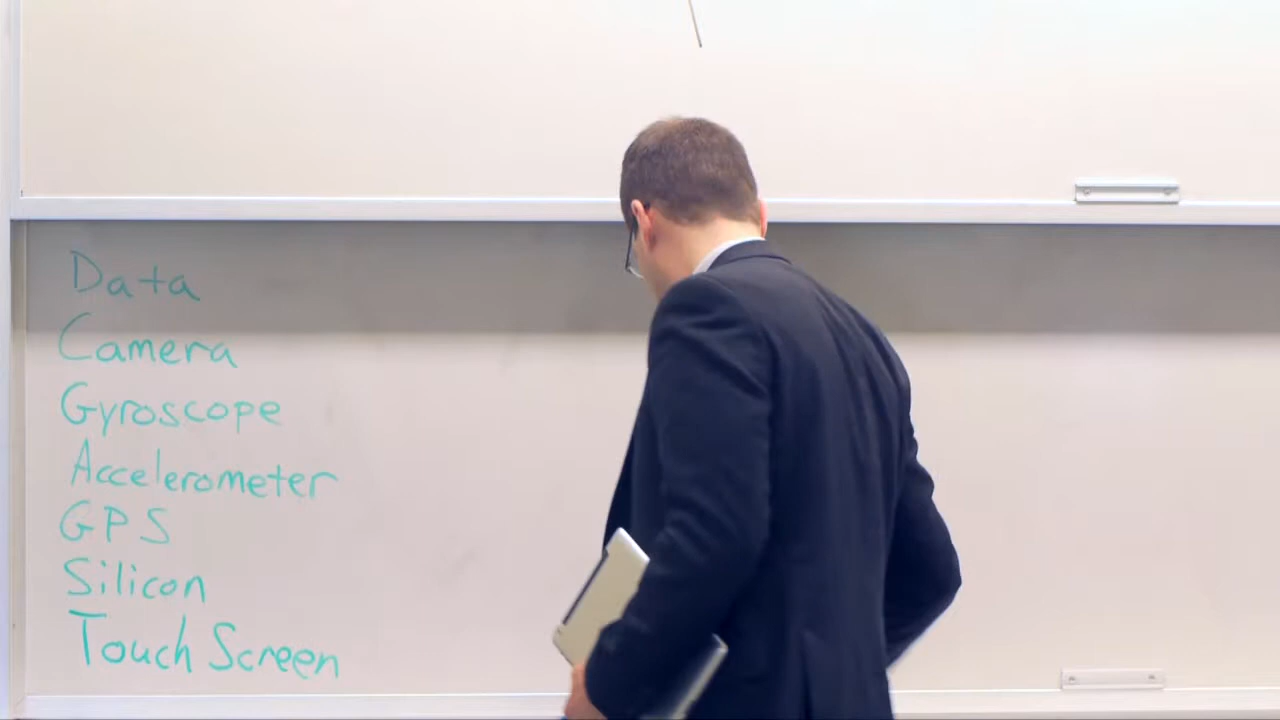 Data
Camera
Gyroscope
Accelerometer
GPS
Silicon
Touch Screen